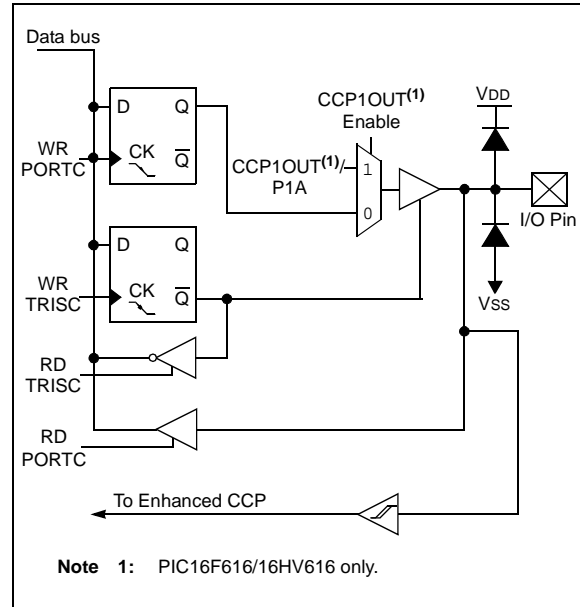 Data bus
D Q
CCP1OUT(1)
Enable
VDD
WR
PORTC
CK Q
CCP1OUT(1)/
P1A
1
0
I/O Pin
D Q
WR
TRISC
CK Q
VSS
RD
TRISC
RD
PORTC
To Enhanced CCP
Note 1: PIC16F616/16HV616 only.